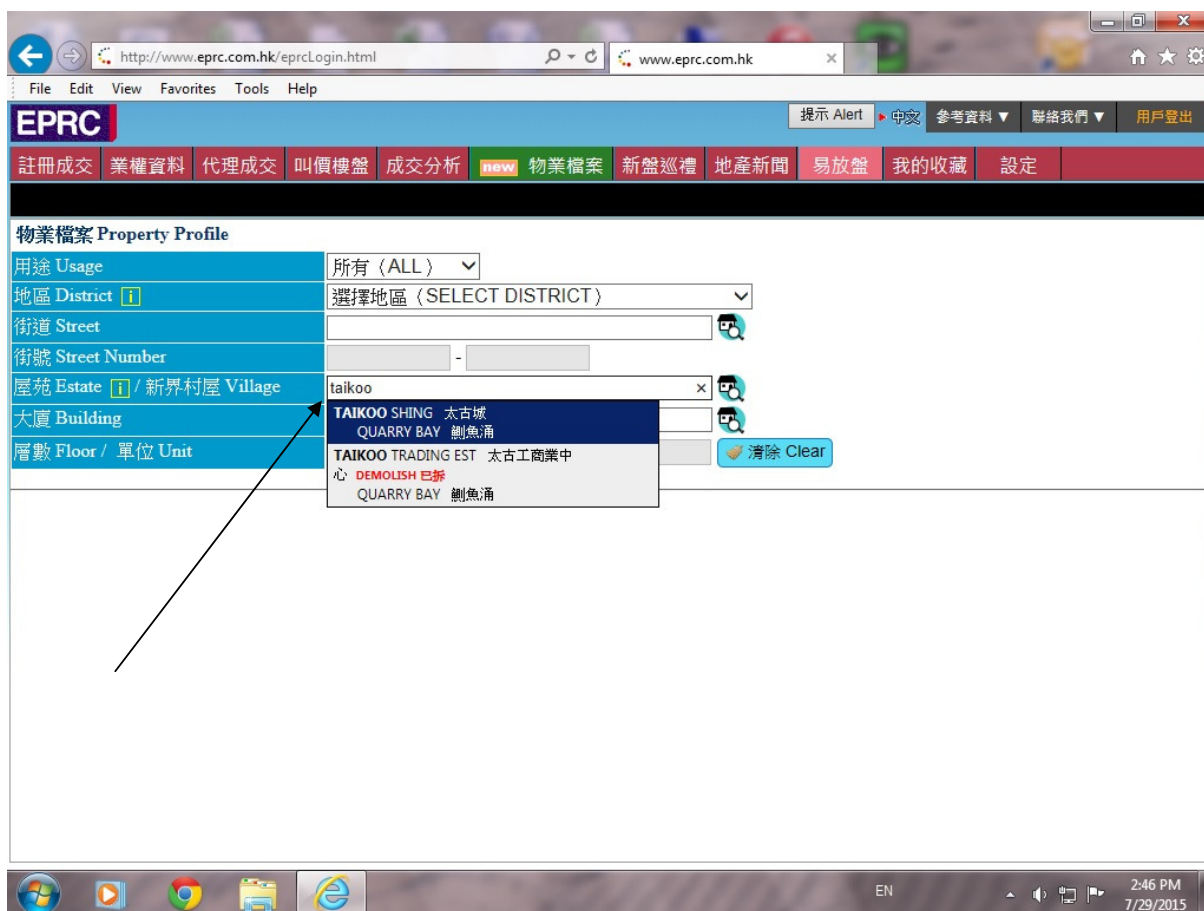 http://www.eprc.com.hk/eprcLogin.html
www.eprc.com.hk
File Edit View Favorites Tools Help
EPRC
提示 Alert 中文 參考資料 ▼ 聯絡我們 ▼ 用戶登出
註冊成交 業權資料 代理成交 叫價樓盤 成交分析 new 物業檔案 新盤巡禮 地產新聞 易放盤 我的收藏 設定
物業檔案 Property Profile
用途 Usage 所有 (ALL)
地區 District i 選擇地區 (SELECT DISTRICT)
街道 Street
街號 Street Number -
屋苑 Estate i / 新界村屋 Village taikoo
TAIKOO SHING 太古城
QUARRY BAY 鰂魚涌
大廈 Building
TAIKOO TRADING EST 太古工商業中
心 DEMOLISH 已拆
QUARRY BAY 鰂魚涌
層數 Floor / 單位 Unit 清除 Clear
EN
2:46 PM
7/29/2015